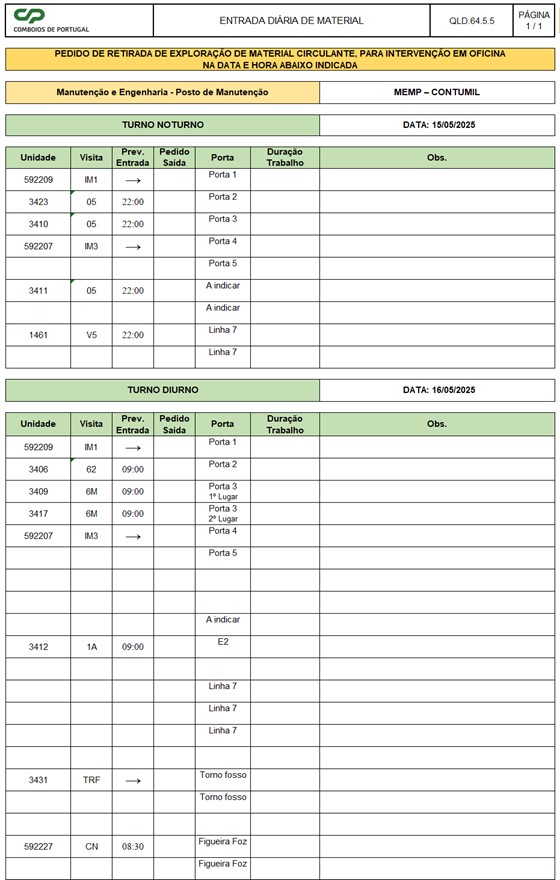 CP
COMBOIOS DE PORTUGAL
ENTRADA DIÁRIA DE MATERIAL
QLD.64.5.5
PÁGINA
1 / 1
PEDIDO DE RETIRADA DE EXPLORAÇÃO DE MATERIAL CIRCULANTE, PARA INTERVENÇÃO EM OFICINA
NA DATA E HORA ABAIXO INDICADA
Manutenção e Engenharia - Posto de Manutenção MEMP – CONTUMIL
TURNO NOTURNO DATA: 15/05/2025
Unidade Visita Prev. Entrada Pedido Saída Porta Duração Trabalho Obs.
592209 IM1 → Porta 1
3423 05 22:00 Porta 2
3410 05 22:00 Porta 3
592207 IM3 → Porta 4
Porta 5
3411 05 22:00 A indicar
A indicar
1461 V5 22:00 Linha 7
Linha 7
TURNO DIURNO DATA: 16/05/2025
Unidade Visita Prev. Entrada Pedido Saída Porta Duração Trabalho Obs.
592209 IM1 → Porta 1
3406 62 09:00 Porta 2
3409 6M 09:00 Porta 3
1º Lugar
3417 6M 09:00 Porta 3
2º Lugar
592207 IM3 → Porta 4
Porta 5
A indicar
3412 1A 09:00 E2
Linha 7
Linha 7
Linha 7
3431 TRF → Torno fosso
Torno fosso
592227 CN 08:30 Figueira Foz
Figueira Foz